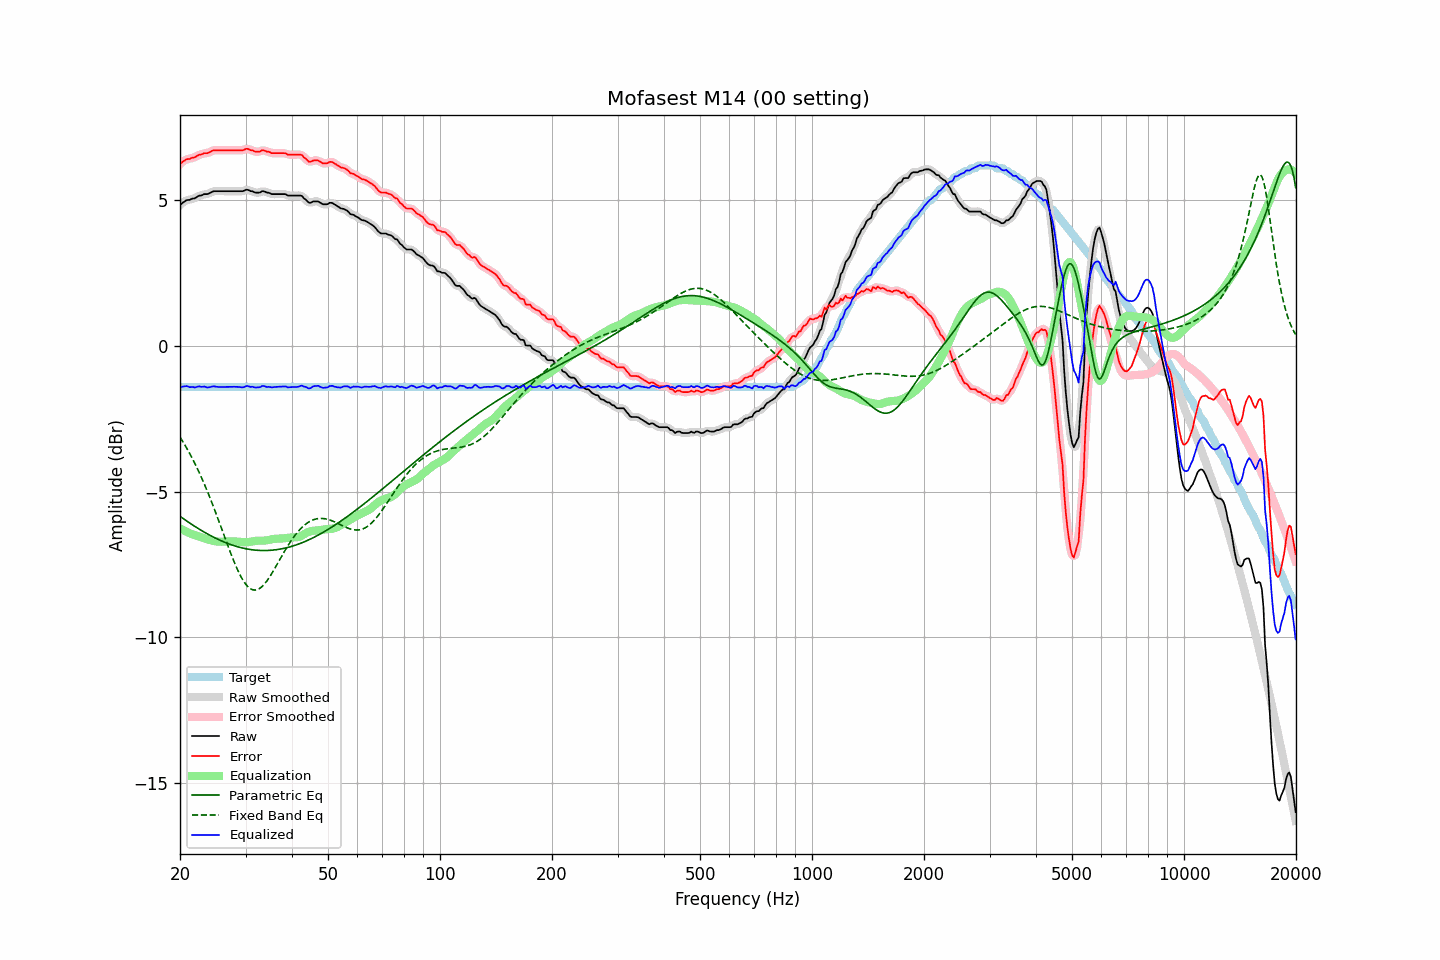 Mofasest M14 (00 setting)
Amplitude (dBr)
5
0
−5
−10
−15
Target
Raw Smoothed
Error Smoothed
Raw
Error
Equalization
Parametric Eq
Fixed Band Eq
Equalized
20 50 100 200 500 1000 2000 5000 10000 20000
Frequency (Hz)